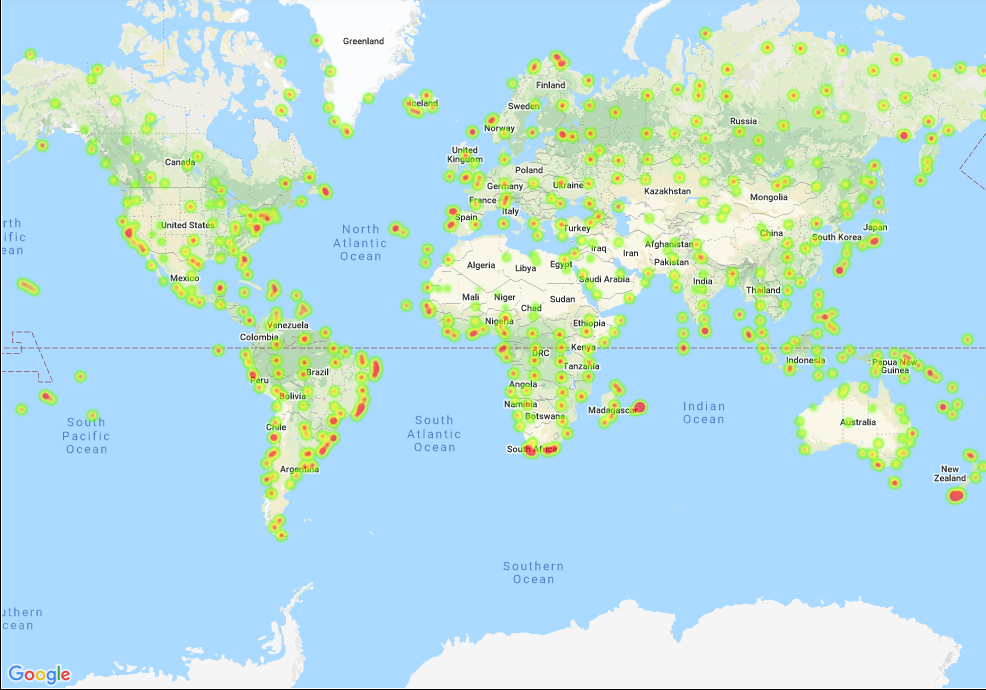 Greenland
Iceland
Finland
Sweden
Norway
Russia
Canada
United
Kingdom
Poland
Germany
Ukraine
Kazakhstan
Mongolia
France
Italy
Spain
Turkey
United States
North
Atlantic
Ocean
rth
ific
ean
China
South Korea
Japan
Iraq
Iran
Afghanistan
Pakistan
Algeria
Libya
Egypt
Saudi Arabia
India
Mexico
Mali
Niger
Chad
Sudan
Thailand
Nigeria
Ethiopia
Venezuela
Colombia
DRC
Kenya
Tanzania
Indonesia
Papua New
Guinea
Brazil
Peru
Bolivia
Angola
Namibia
Botswana
Madagascar
South
Pacific
Ocean
Chile
South
Atlantic
Ocean
Indian
Ocean
Australia
South Africa
Argentina
New
Zealand
Southern
Ocean
uthern
cean
Google